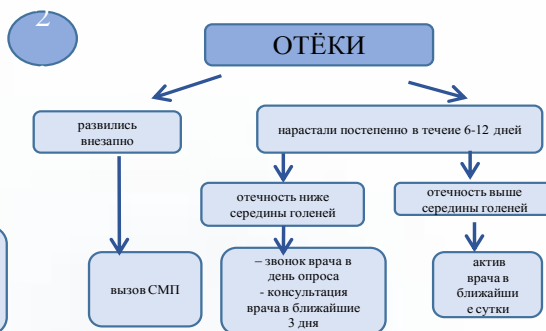 2
ОТЁКИ
развились
внезапно
нарастали постепенно в течеие 6-12 дней
отечность ниже
середины голеней
отечность выше
середины голеней
вызов СМП
– звонок врача в
день опроса
- консультация
врача в ближайшие
3 дня
актив
врача в
ближайши
е сутки